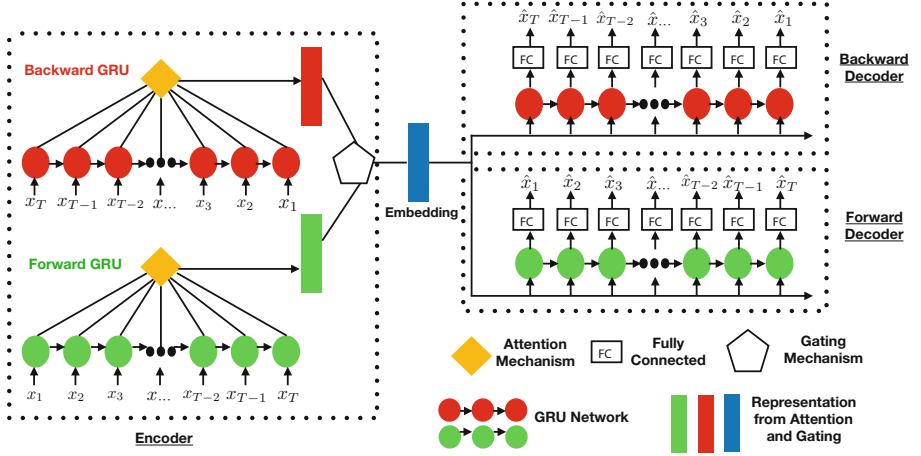 Backward GRU
x_T x_{T-1} x_{T-2} x... x_3 x_2 x_1
Forward GRU
x_1 x_2 x_3 x... x_{T-2} x_{T-1} x_T
Encoder
Embedding
x̂_T x̂_{T-1} x̂_{T-2} x̂... x̂_3 x̂_2 x̂_1
FC FC FC FC FC FC FC
Backward
Decoder
x̂_1 x̂_2 x̂_3 x̂... x̂_{T-2} x̂_{T-1} x̂_T
FC FC FC FC FC FC FC
Forward
Decoder
Attention
Mechanism
FC
Fully
Connected
Gating
Mechanism
GRU Network
Representation
from Attention
and Gating